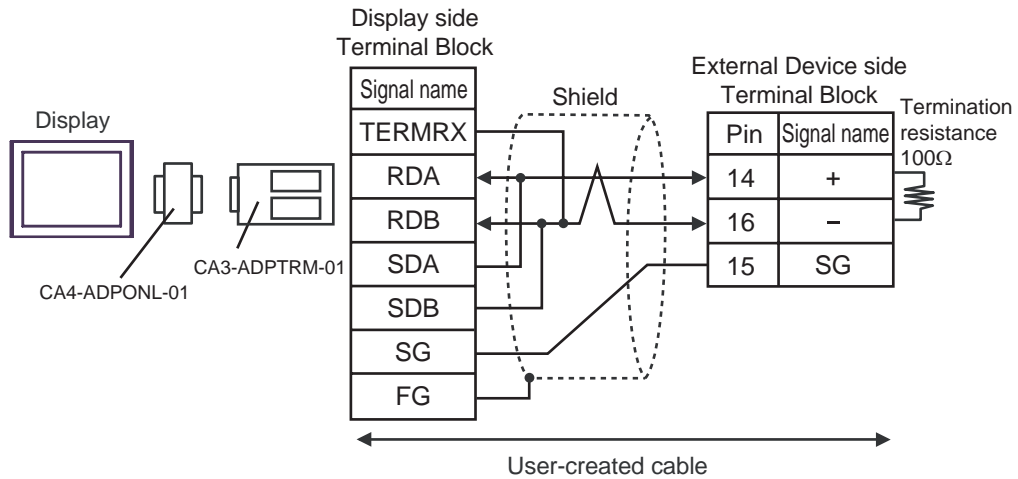 Display side
Terminal Block
Signal name
TERMRX
RDA
RDB
SDA
SDB
SG
FG
Display
CA4-ADPONL-01
CA3-ADPTRM-01
Shield
External Device side
Terminal Block
Pin Signal name
14 +
16 –
15 SG
Termination
resistance
100Ω
User-created cable